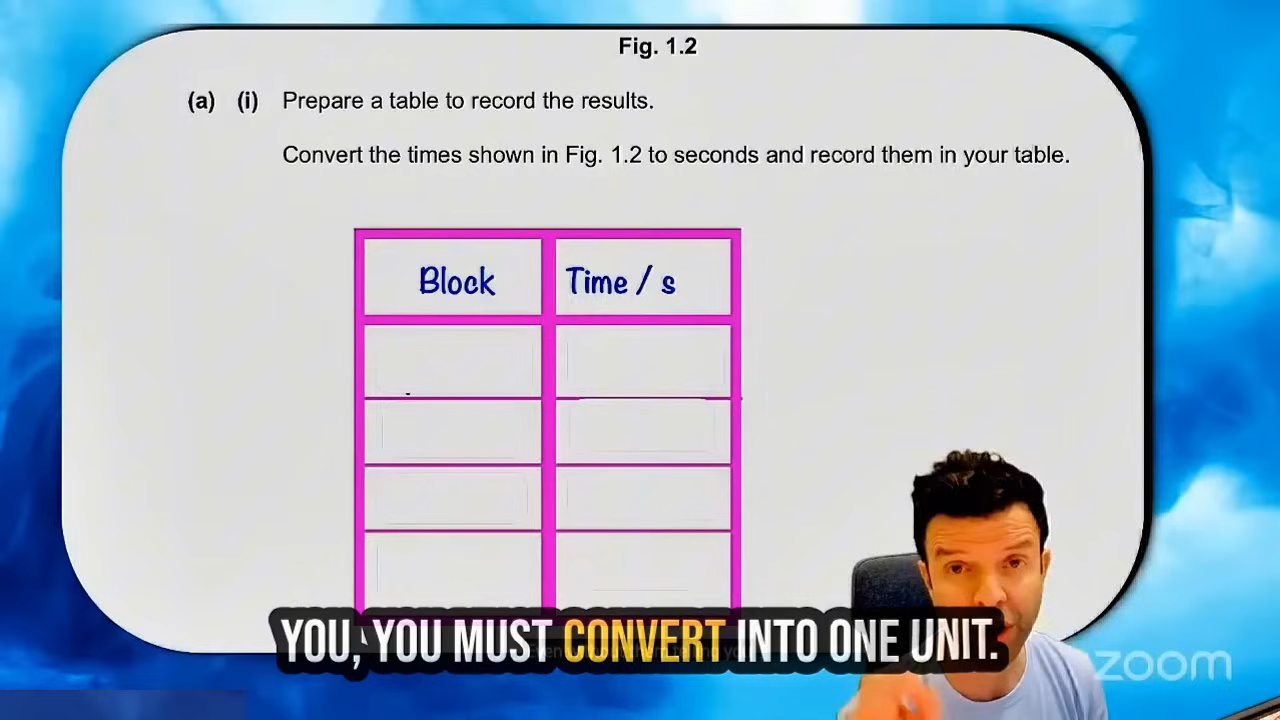 Fig. 1.2
(a) (i) Prepare a table to record the results.
Convert the times shown in Fig. 1.2 to seconds and record them in your table.
Block Time / s
YOU, YOU MUST CONVERT INTO ONE UNIT.
zoom